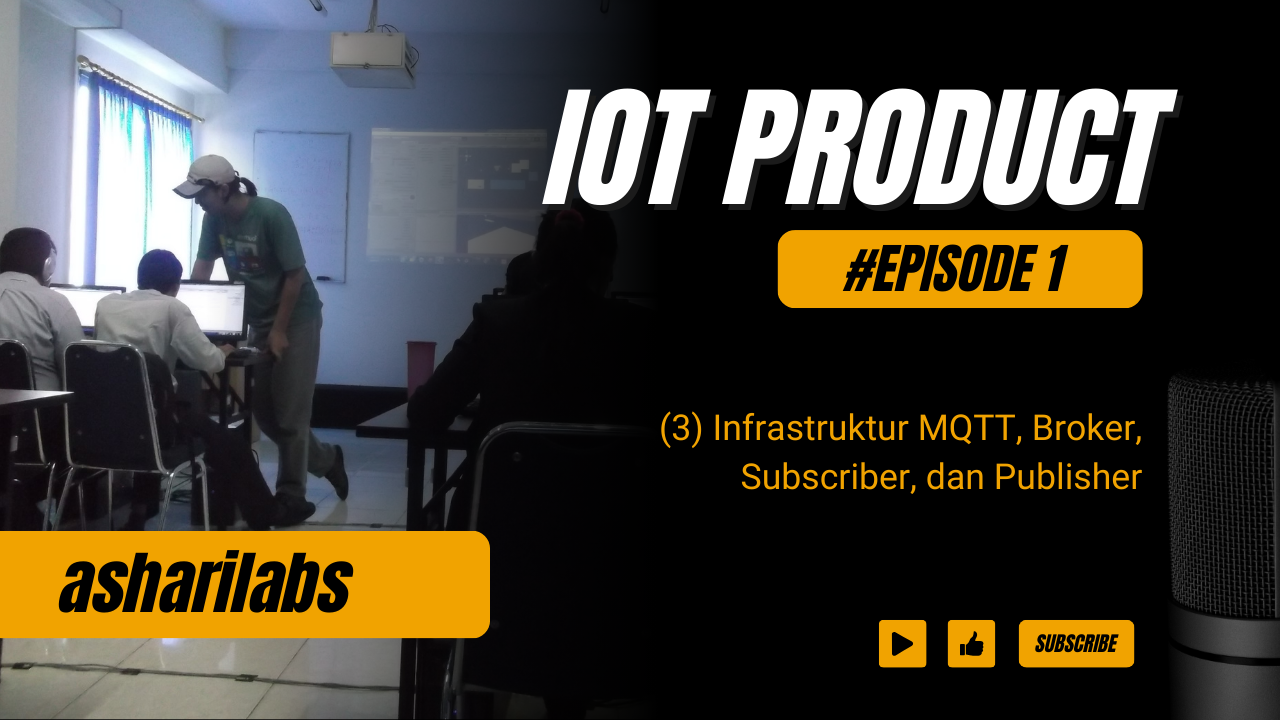 IOT PRODUCT
#EPISODE 1
(3) Infrastruktur MQTT, Broker,
Subscriber, dan Publisher
asharilabs
SUBSCRIBE